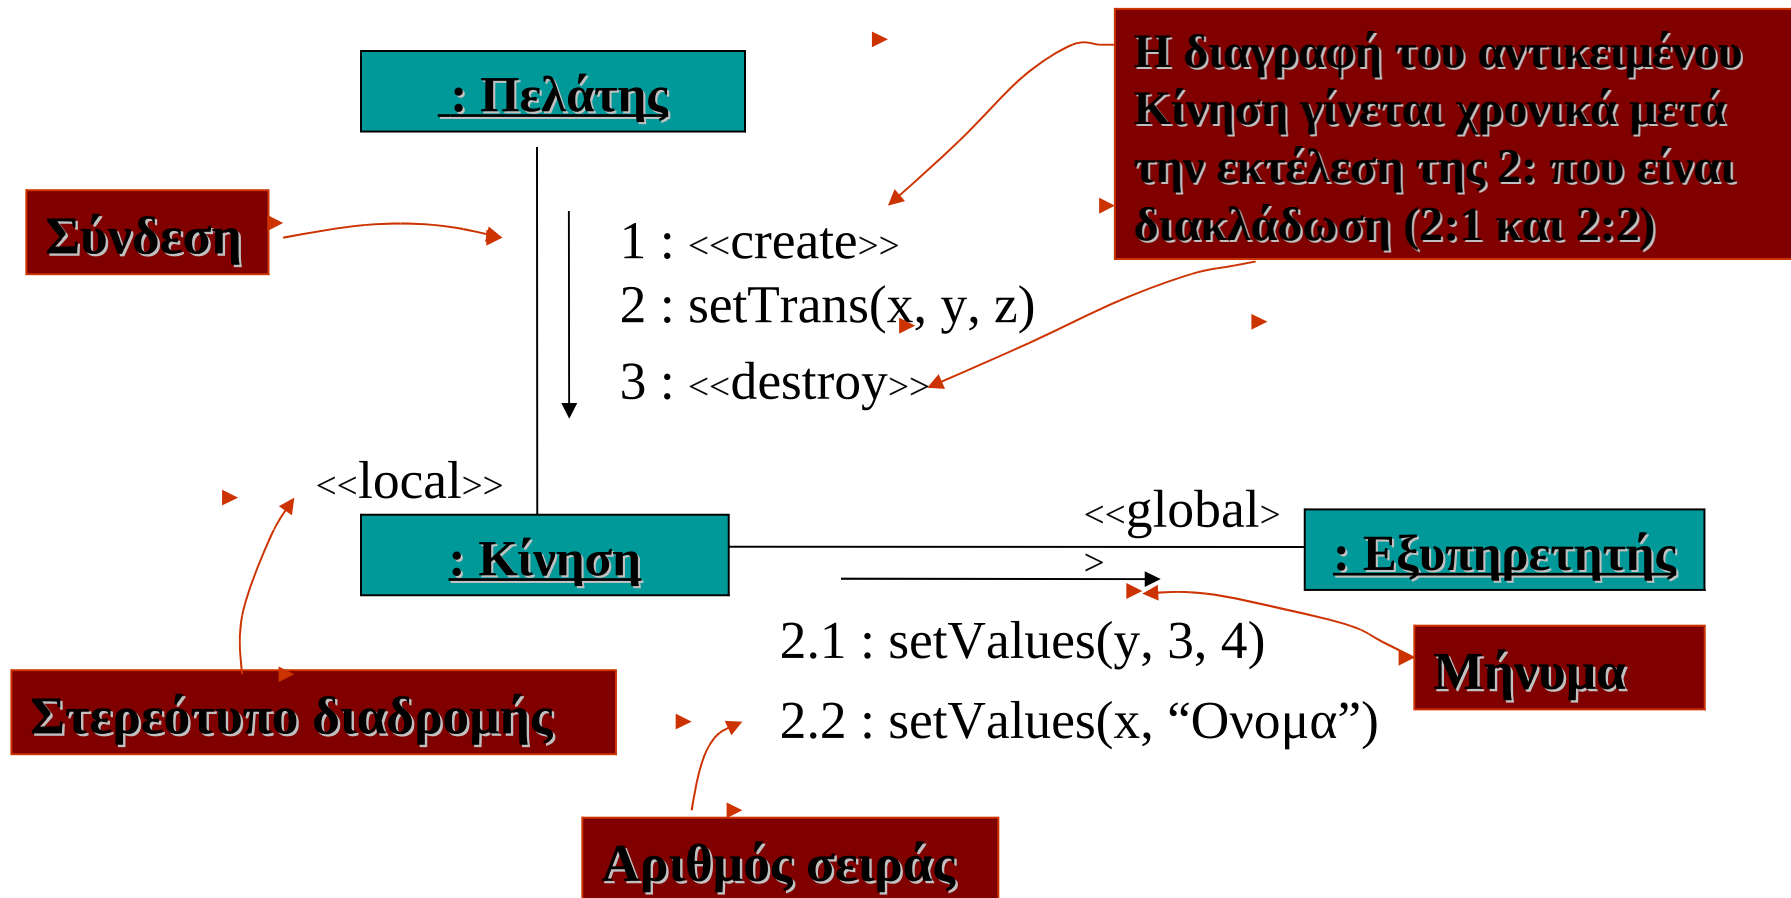 : Πελάτης
Η διαγραφή του αντικειμένου
Κίνηση γίνεται χρονικά μετά
την εκτέλεση της 2: που είναι
διακλάδωση (2:1 και 2:2)
Σύνδεση
1 : <<create>>
2 : setTrans(x, y, z)
3 : <<destroy>>
<<local>>
<<global>
>
: Κίνηση
: Εξυπηρετητής
2.1 : setValues(y, 3, 4)
Μήνυμα
Στερεότυπο διαδρομής
2.2 : setValues(x, “Ονομα”)
Αριθμός σειράς